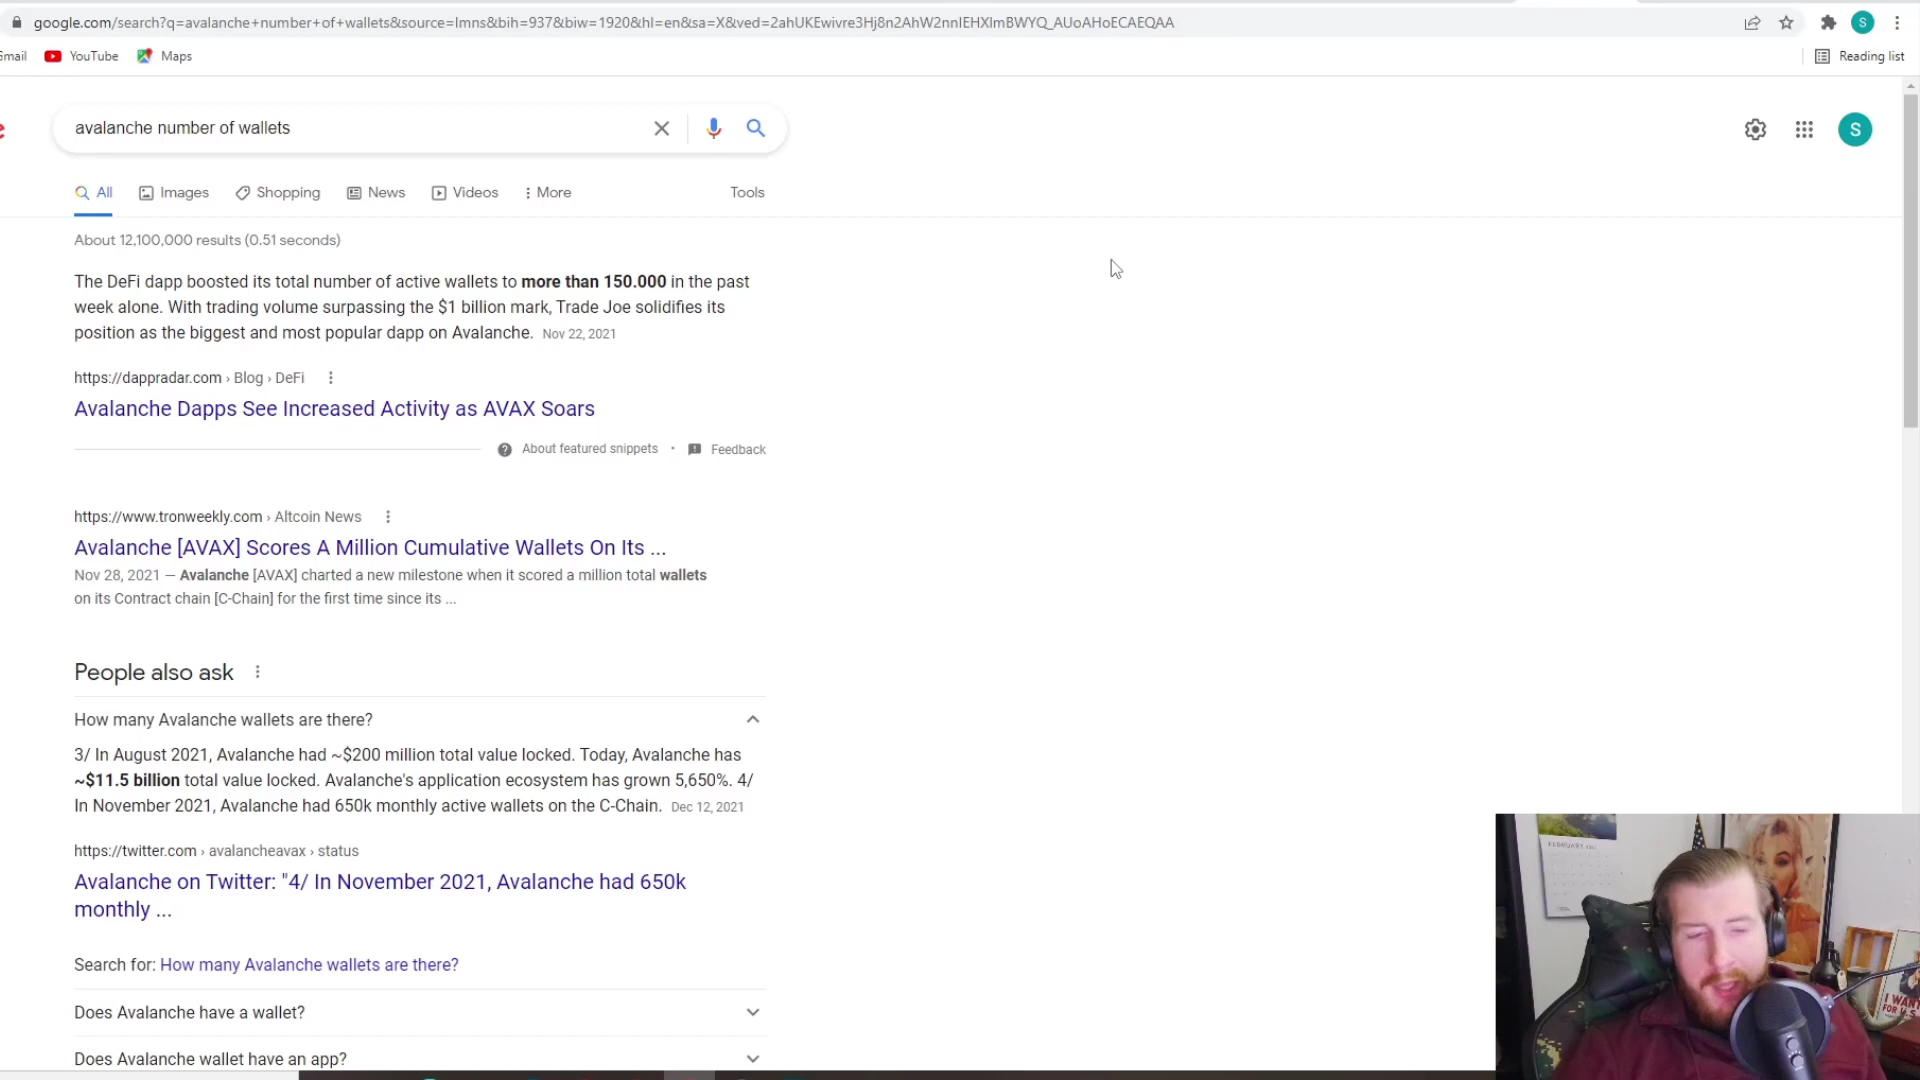 google.com/search?q=avalanche+number+of+wallets&source=lmns&bih=937&biw=1920&hl=en&sa=X&ved=2ahUKEwivre3Hj8n2AhW2nnIEHXImBWYQ_AUoAHoECAEQAA
S
YouTube
Maps
Reading list
avalanche number of wallets
S
All
Images
Shopping
News
Videos
More
Tools
About 12,100,000 results (0.51 seconds)
The DeFi dapp boosted its total number of active wallets to more than 150.000 in the past
week alone. With trading volume surpassing the $1 billion mark, Trade Joe solidifies its
position as the biggest and most popular dapp on Avalanche. Nov 22, 2021
https://dappradar.com › Blog › DeFi
Avalanche Dapps See Increased Activity as AVAX Soars
About featured snippets • Feedback
https://www.tronweekly.com › Altcoin News
Avalanche [AVAX] Scores A Million Cumulative Wallets On Its ...
Nov 28, 2021 — Avalanche [AVAX] charted a new milestone when it scored a million total wallets
on its Contract chain [C-Chain] for the first time since its ...
People also ask
How many Avalanche wallets are there?
3/ In August 2021, Avalanche had ~$200 million total value locked. Today, Avalanche has
~$11.5 billion total value locked. Avalanche's application ecosystem has grown 5,650%. 4/
In November 2021, Avalanche had 650k monthly active wallets on the C-Chain. Dec 12, 2021
https://twitter.com › avalancheavax › status
Avalanche on Twitter: "4/ In November 2021, Avalanche had 650k
monthly ...
Search for: How many Avalanche wallets are there?
Does Avalanche have a wallet?
Does Avalanche wallet have an app?
FEBRUARY
I WANT
FOR U.S